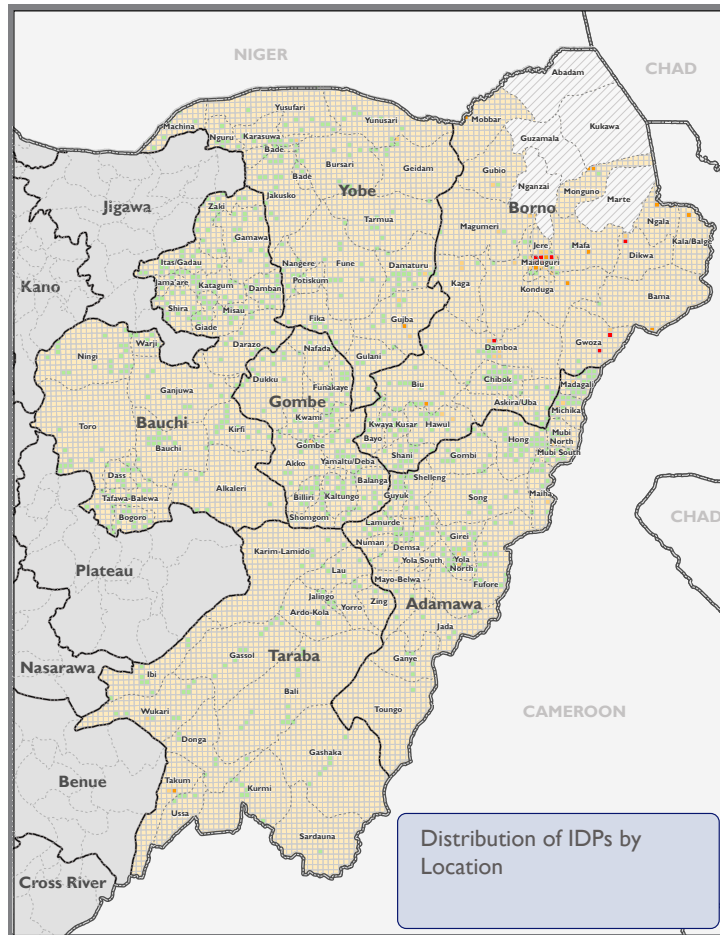 NIGER
CHAD
Abadam
Yusufari
Yunusari
Mobbar
Kukawa
Machina
Nguru
Karasuwa
Guzamala
Bade
Bursari
Geidam
Gubio
Bade
Nganzai
Monguno
Jigawa
Jakusko
Yobe
Marte
Zaki
Borno
Ngala
Tarmua
Magumeri
Gamawa
Jere
Mafa
Kala/Balge
Itas/Gadau
Nangere
Fune
Damaturu
Maiduguri
Dikwa
Kano
Jama'are
Katagum
Damban
Potiskum
Kaga
Konduga
Bama
Shira
Misau
Giade
Fika
Gujba
Warji
Darazo
Nafada
Damboa
Gwoza
Ningi
Gulani
Dukku
Funakaye
Biu
Chibok
Madagali
Ganjuwa
Gombe
Askira/Uba
Michika
Toro
Bauchi
Kirfi
Kwami
Kwaya Kusar
Hawul
Bayo
Mubi
North
Bauchi
Gombe
Hong
Shani
Gombi
Mubi South
Akko
Yamaltu/Deba
Dass
Balanga
Shelleng
Tafawa-Balewa
Alkaleri
Billiri
Kaltungo
Guyuk
Song
Maiha
CHAD
Bogoro
Shomgom
Lamurde
Karim-Lamido
Numan
Demsa
Girei
Plateau
Lau
Yola South
Yola
North
Mayo-Belwa
Fufore
Jalingo
Zing
Ardo-Kola
Yorro
Adamawa
Jada
Nasarawa
Gassol
Taraba
Ganye
Ibi
Bali
Wukari
Toungo
CAMEROON
Donga
Gashaka
Benue
Takum
Kurmi
Ussa
Sardauna
Distribution of IDPs by
Location
Cross River